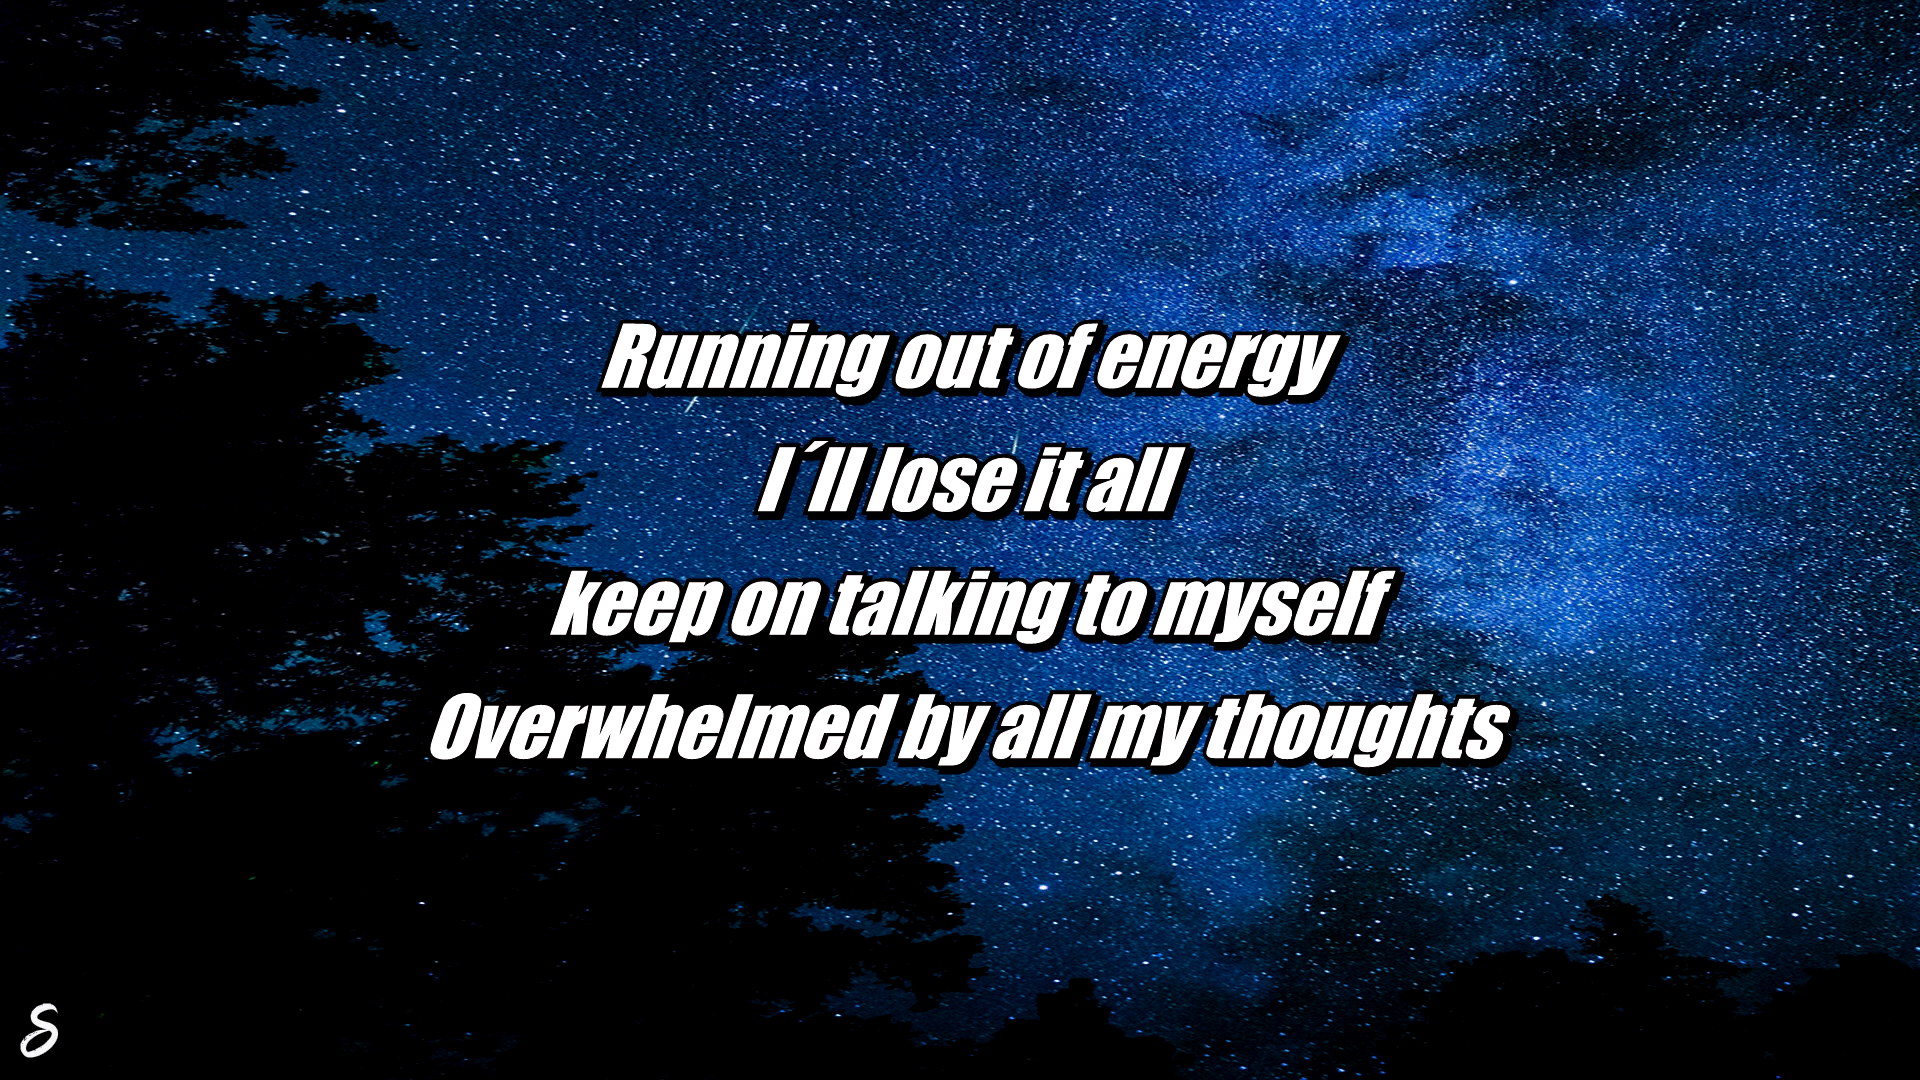 Running out of energy
I´ll lose it all
keep on talking to myself
Overwhelmed by all my thoughts
S